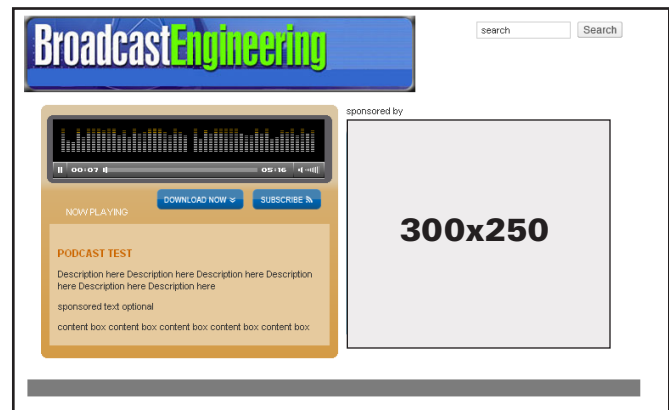 BroadcastEngineering
search
Search
sponsored by
00:07
05:16
DOWNLOAD NOW
SUBSCRIBE
NOW PLAYING
PODCAST TEST
Description here Description here Description here Description
here Description here Description here
sponsored text optional
content box content box content box content box content box
300x250